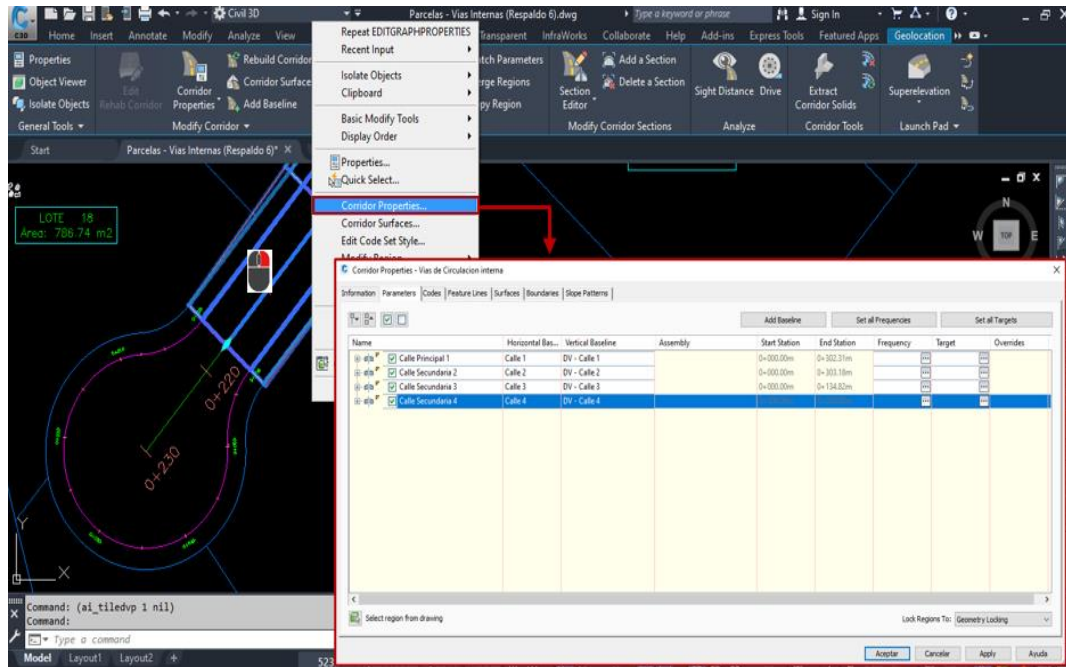 C3D
Civil 3D
Parcelas - Vias Internas (Respaldo 6).dwg
Type a keyword or phrase
Sign In
Home Insert Annotate Modify Analyze View
Transparent InfraWorks Collaborate Help Add-ins Express Tools Featured Apps Geolocation
Properties
Object Viewer
Isolate Objects
General Tools
Edit
Rehab Corridor
Corridor
Properties
Rebuild Corridor
Corridor Surface
Add Baseline
Modify Corridor
Repeat EDITGRAPHPROPERTIES
Recent Input
Isolate Objects
Clipboard
Basic Modify Tools
Display Order
Properties...
Quick Select...
Corridor Properties...
Corridor Surfaces...
Edit Code Set Style...
Modify Region
tch Parameters
erge Regions
opy Region
Section
Editor
Add a Section
Delete a Section
Modify Corridor Sections
Sight Distance Drive
Analyze
Extract
Corridor Solids
Corridor Tools
Superelevation
Launch Pad
Start
Parcelas - Vias Internas (Respaldo 6)*
LOTE 18
Area: 786.74 m2
0+220
0+230
N
W TOP E
Y
X
Corridor Properties - Vias de Circulacion interna
Information Parameters Codes Feature Lines Surfaces Boundaries Slope Patterns
Add Baseline Set all Frequencies Set all Targets
Name Horizontal Bas... Vertical Baseline Assembly Start Station End Station Frequency Target Overrides
Calle Principal 1 Calle 1 DV - Calle 1 0+000.00m 0+302.31m
Calle Secundaria 2 Calle 2 DV - Calle 2 0+000.00m 0+303.18m
Calle Secundaria 3 Calle 3 DV - Calle 3 0+000.00m 0+134.82m
Calle Secundaria 4 Calle 4 DV - Calle 4
Select region from drawing
Lock Regions To: Geometry Locking
Aceptar Cancelar Apply Ayuda
Command: (ai_tiledvp 1 nil)
Command:
Type a command
Model Layout1 Layout2 +
523